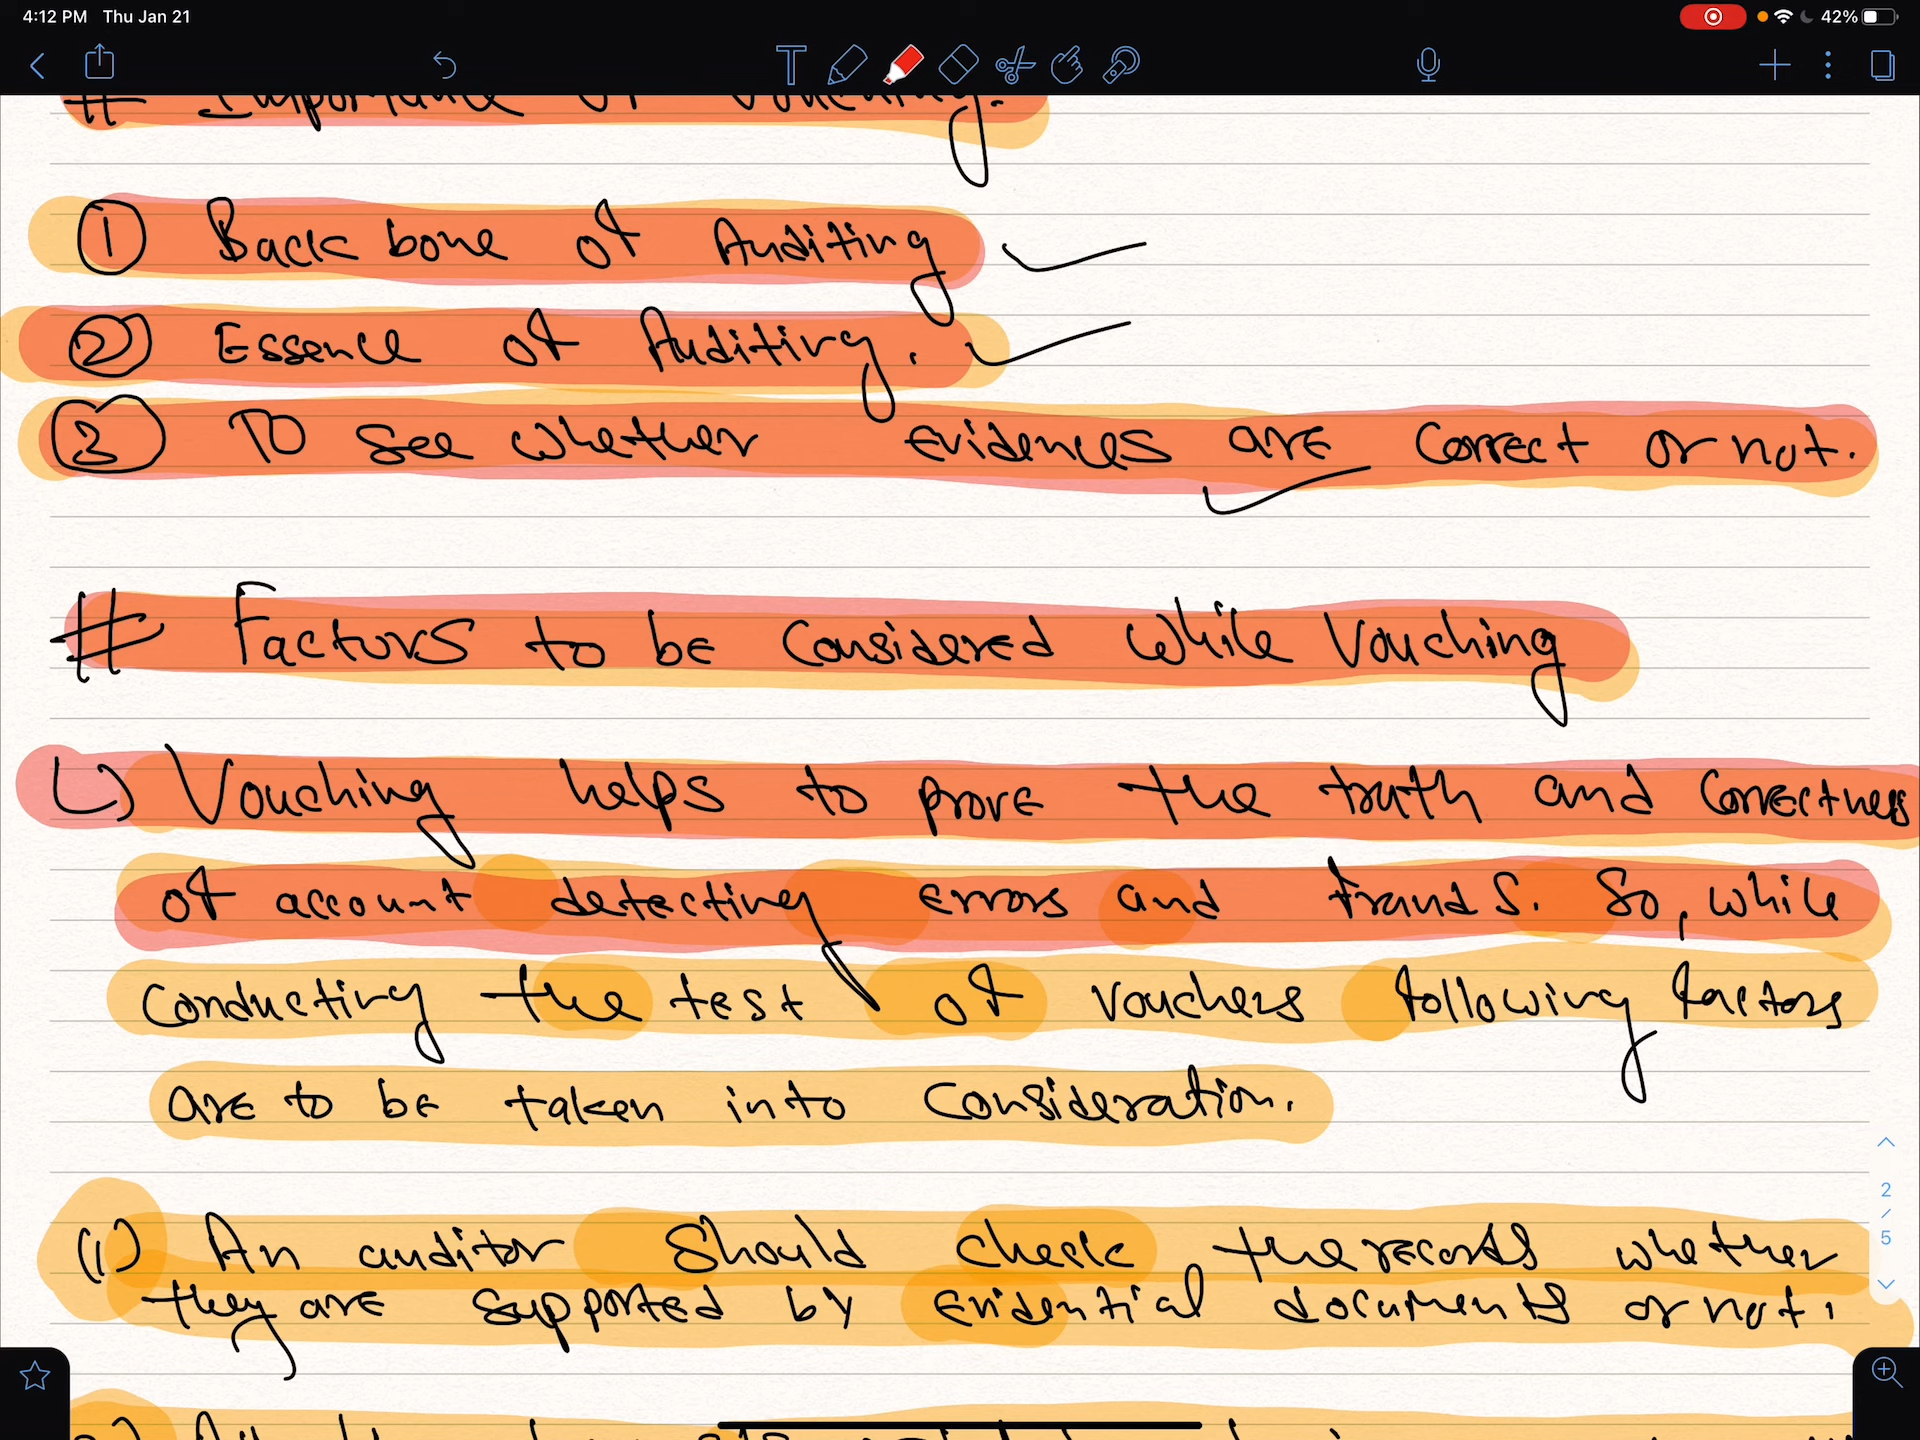 4:12 PM Thu Jan 21
42%
# Importance of Vouching.
① Back bone of Auditing
② Essence of Auditing.
③ To see whether evidences are correct or not.
# Factors to be Considered while Vouching
↳ Vouching helps to prove the truth and correctness
of account detecting errors and frauds. So, while
conducting the test of vouchers following factors
are to be taken into consideration.
(1) An auditor should check the records whether
they are supported by evidential documents or not.
2
/
5